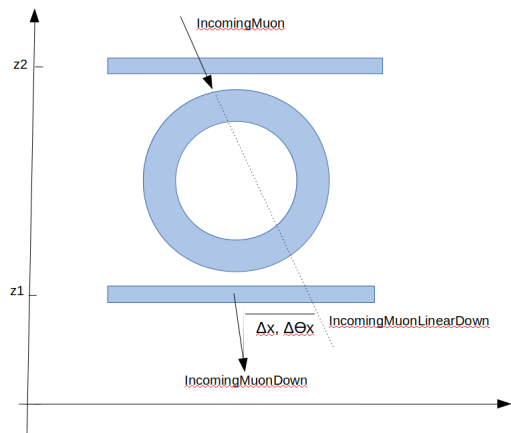 IncomingMuon
z2
z1
IncomingMuonLinearDown
Δx, ΔΘx
IncomingMuonDown